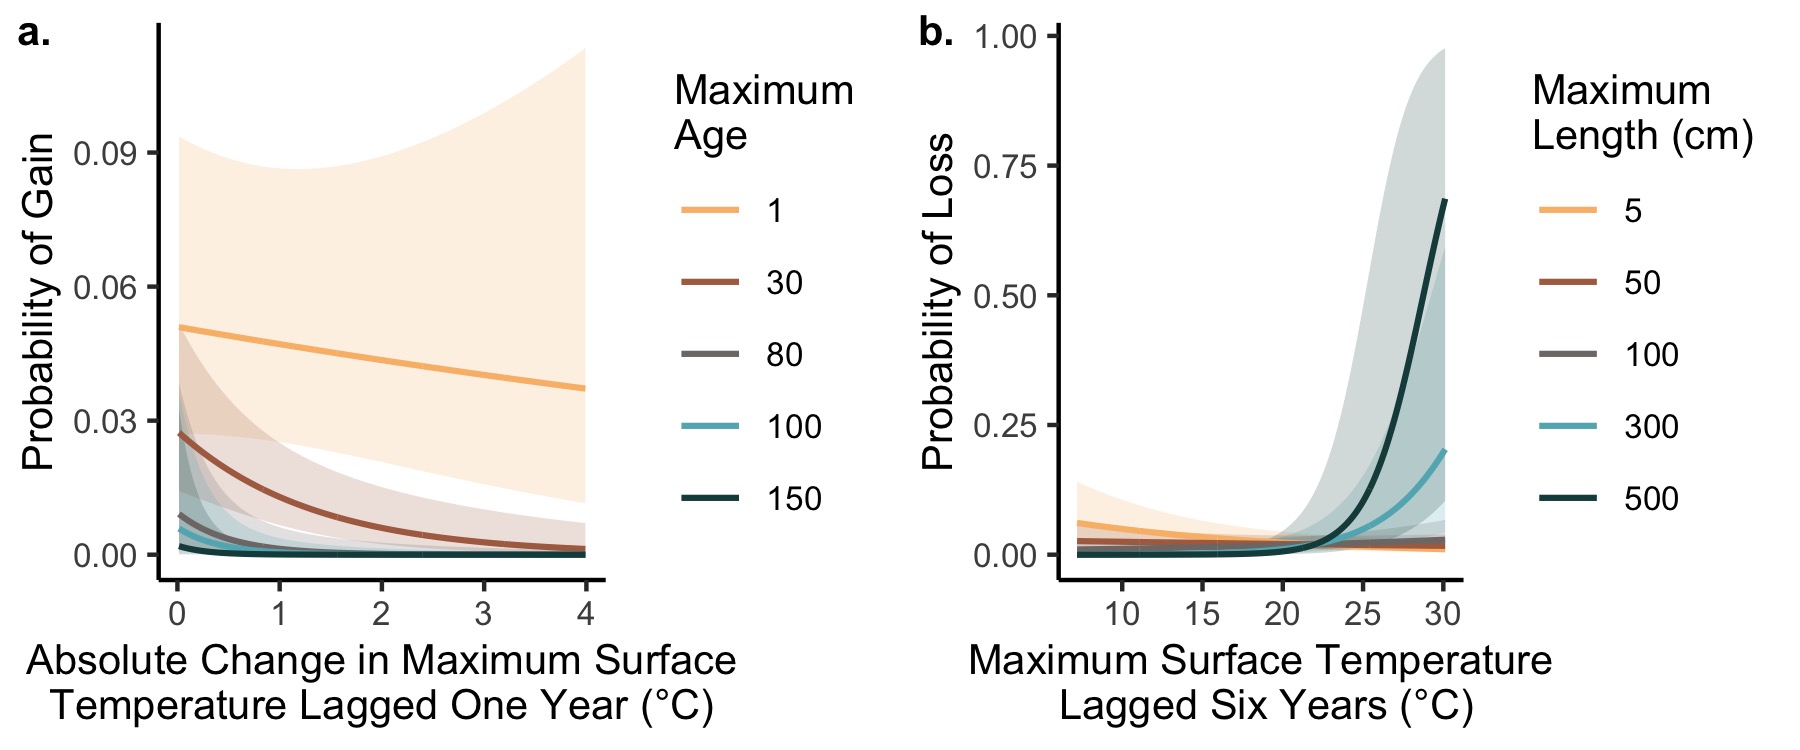 a.
Probability of Gain
0.09
0.06
0.03
0.00
0 1 2 3 4
Absolute Change in Maximum Surface
Temperature Lagged One Year (°C)
Maximum
Age
1
30
80
100
150
b.
Probability of Loss
1.00
0.75
0.50
0.25
0.00
10 15 20 25 30
Maximum Surface Temperature
Lagged Six Years (°C)
Maximum
Length (cm)
5
50
100
300
500